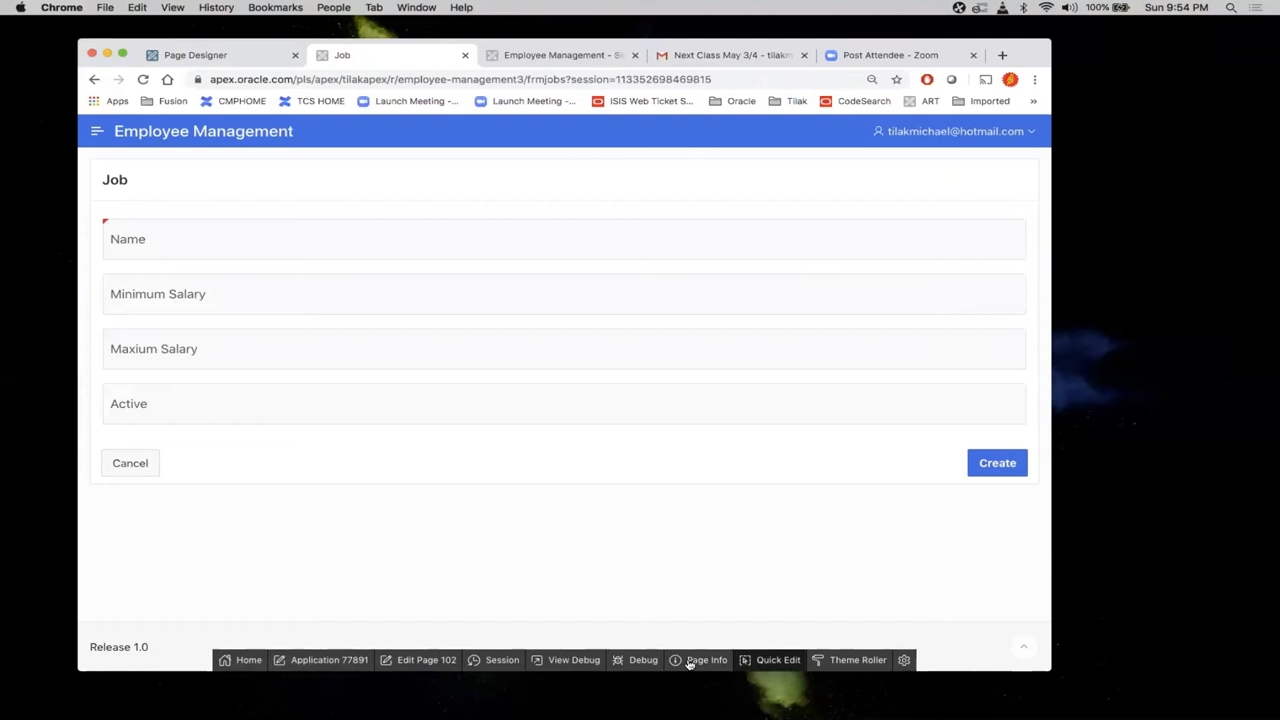 Chrome File Edit View History Bookmarks People Tab Window Help 100% Sun 9:54 PM
Page Designer Job Employee Management - Si Next Class May 3/4 - tilakm Post Attendee - Zoom
apex.oracle.com/pls/apex/tilakapex/r/employee-management3/frmjobs?session=113352698469815
Apps Fusion CMPHOME TCS HOME Launch Meeting -... Launch Meeting -... ISIS Web Ticket S... Oracle Tilak CodeSearch ART Imported »
Employee Management tilakmichael@hotmail.com
Job
Name
Minimum Salary
Maxium Salary
Active
Cancel Create
Release 1.0
Home Application 77891 Edit Page 102 Session View Debug Debug Page Info Quick Edit Theme Roller